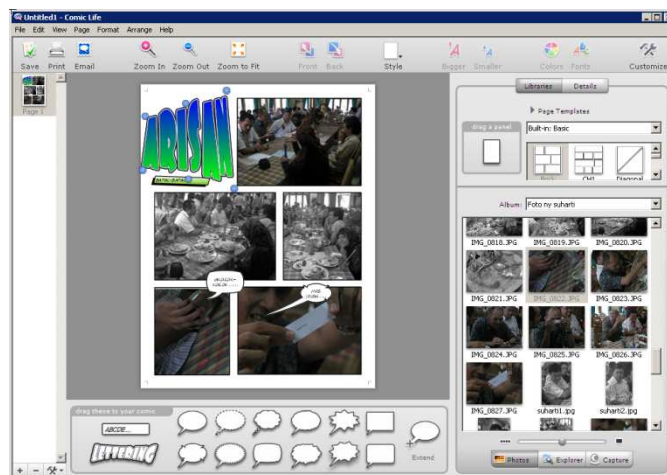 Untitled1 - Comic Life
File Edit View Page Format Arrange Help
Save Print Email Zoom In Zoom Out Zoom to Fit Front Back Style Bigger Smaller Colors Fonts Customize
Page 1
ARISAN
Libraries Details
Page Templates
drag a panel
Built-in: Basic
Brick CH1 Diagonal
Album: Foto ny suharti
IMG_0818.JPG IMG_0819.JPG IMG_0820.JPG
IMG_0821.JPG IMG_0822.JPG IMG_0823.JPG
IMG_0824.JPG IMG_0825.JPG IMG_0826.JPG
IMG_0827.JPG suharti1.jpg suharti2.jpg
drag these to your comic
ABCDE...
LETTERING
Extend
Photos Explorer Capture